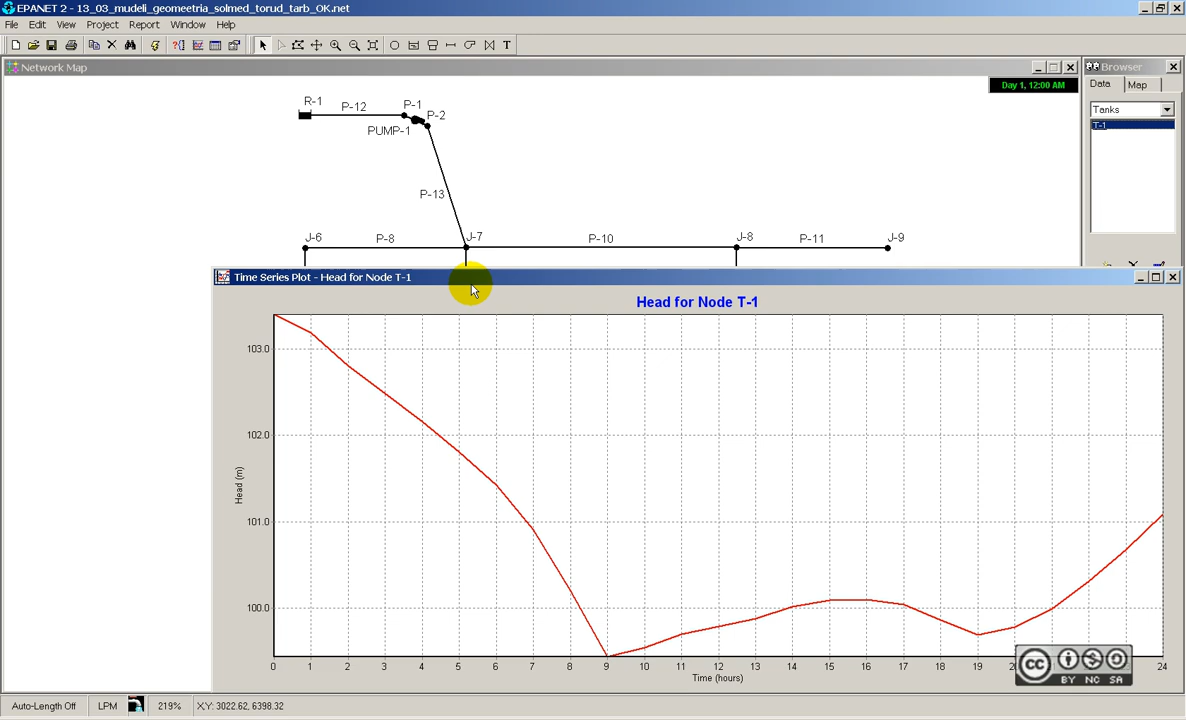 EPANET 2 - 13_03_mudeli_geomeetria_solmed_torud_tarb_OK.net
File Edit View Project Report Window Help
Network Map
Browser
Day 1, 12:00 AM
Data Map
Tanks
T-1
R-1 P-12 P-1 P-2
PUMP-1
P-13
J-6 P-8 J-7 P-10 J-8 P-11 J-9
Time Series Plot - Head for Node T-1
Head for Node T-1
103.0
102.0
101.0
100.0
Head (m)
0 1 2 3 4 5 6 7 8 9 10 11 12 13 14 15 16 17 18 19 24
Time (hours)
cc
BY NC SA
Auto-Length Off LPM 219% X,Y: 3022.62, 6398.32